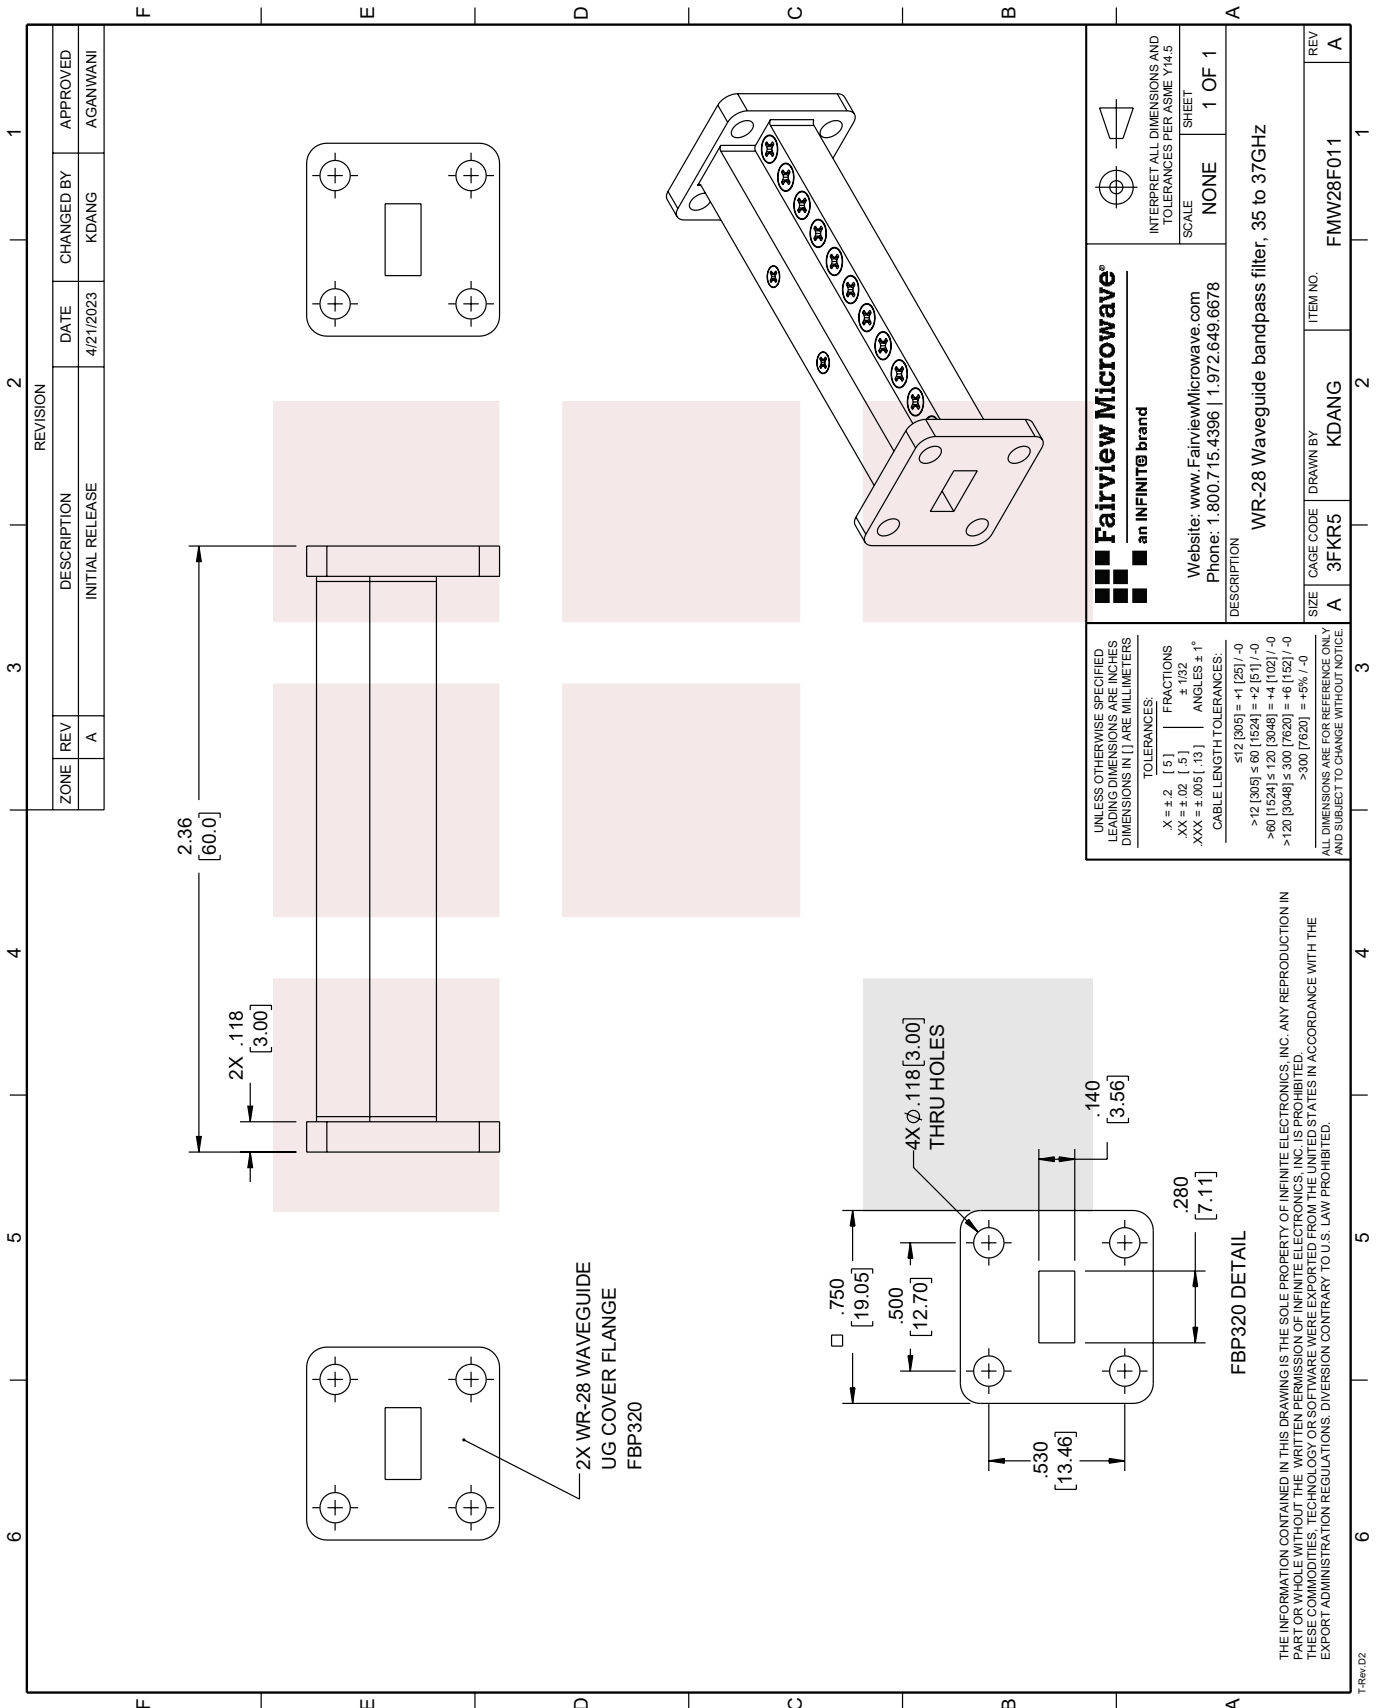 6
5
4
3
2
1
F
E
D
C
B
A
F
E
D
C
B
A
REVISION
ZONE REV DESCRIPTION DATE CHANGED BY APPROVED
A INITIAL RELEASE 4/21/2023 KDANG AGANWANI
2.36
[60.0]
2X .118
[3.00]
2X WR-28 WAVEGUIDE
UG COVER FLANGE
FBP320
□ .750
[19.05]
.500
[12.70]
4X Ø.118[3.00]
THRU HOLES
.530
[13.46]
.140
[3.56]
.280
[7.11]
FBP320 DETAIL
THE INFORMATION CONTAINED IN THIS DRAWING IS THE SOLE PROPERTY OF INFINITE ELECTRONICS, INC. ANY REPRODUCTION IN
PART OR WHOLE WITHOUT THE WRITTEN PERMISSION OF INFINITE ELECTRONICS, INC. IS PROHIBITED.
THESE COMMODITIES, TECHNOLOGY OR SOFTWARE WERE EXPORTED FROM THE UNITED STATES IN ACCORDANCE WITH THE
EXPORT ADMINISTRATION REGULATIONS. DIVERSION CONTRARY TO U.S. LAW PROHIBITED.
UNLESS OTHERWISE SPECIFIED
LEADING DIMENSIONS ARE INCHES
DIMENSIONS IN [ ] ARE MILLIMETERS
TOLERANCES:
.X = ± .2 [ 5 ] FRACTIONS
.XX = ± .02 [ .5 ] ± 1/32
.XXX = ± .005 [ .13 ] ANGLES ± 1°
CABLE LENGTH TOLERANCES:
≤12 [305] = +1 [25] / -0
>12 [305] ≤ 60 [1524] = +2 [51] / -0
>60 [1524] ≤ 120 [3048] = +4 [102] / -0
>120 [3048] ≤ 300 [7620] = +6 [152] / -0
>300 [7620] = +5% / -0
ALL DIMENSIONS ARE FOR REFERENCE ONLY
AND SUBJECT TO CHANGE WITHOUT NOTICE.
Fairview Microwave®
an INFINITE brand
Website: www.FairviewMicrowave.com
Phone: 1.800.715.4396 | 1.972.649.6678
INTERPRET ALL DIMENSIONS AND
TOLERANCES PER ASME Y14.5
SCALE
NONE
SHEET
1 OF 1
DESCRIPTION
WR-28 Waveguide bandpass filter, 35 to 37GHz
SIZE
A
CAGE CODE
3FKR5
DRAWN BY
KDANG
ITEM NO.
FMW28F011
REV
A
6
5
4
3
2
1
T-Rev.D2